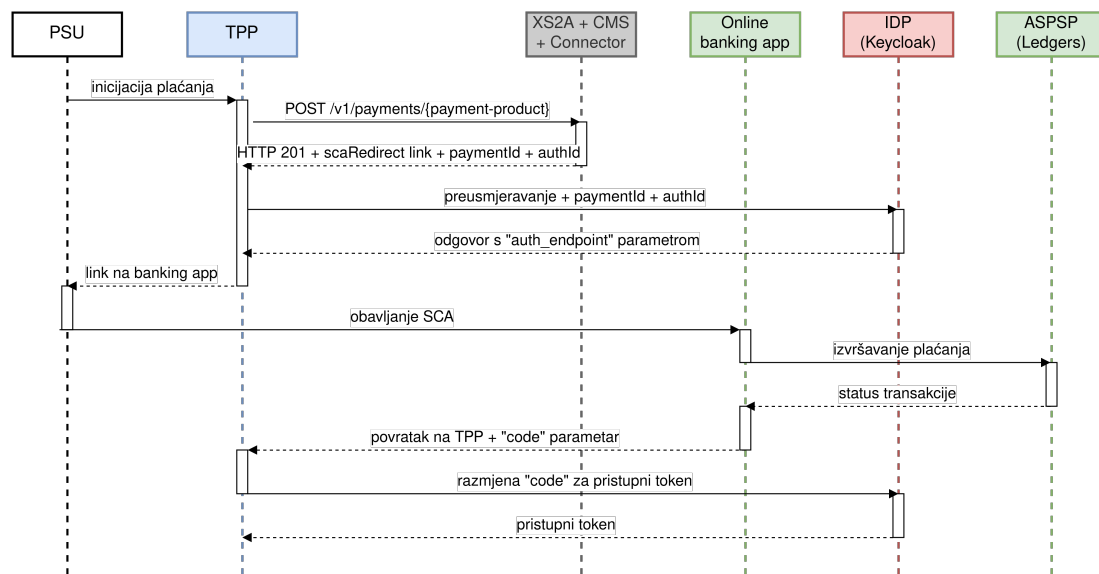 PSU
TPP
XS2A + CMS
+ Connector
Online
banking app
IDP
(Keycloak)
ASPSP
(Ledgers)
inicijacija plaćanja
POST /v1/payments/{payment-product}
HTTP 201 + scaRedirect link + paymentId + authId
preusmjeravanje + paymentId + authId
odgovor s "auth_endpoint" parametrom
link na banking app
obavljanje SCA
izvršavanje plaćanja
status transakcije
povratak na TPP + "code" parametar
razmjena "code" za pristupni token
pristupni token